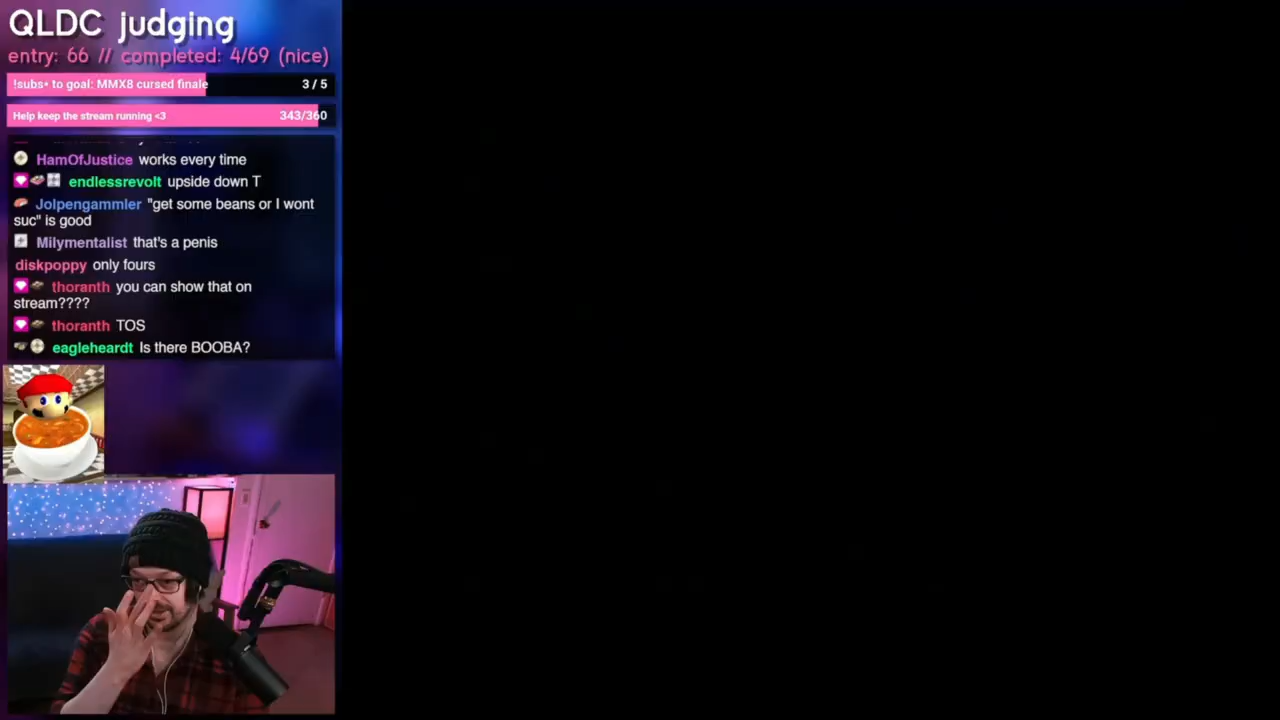 QLDC judging
entry: 66 // completed: 4/69 (nice)
!subs• to goal: MMX8 cursed finale 3 / 5
Help keep the stream running <3 343/360
HamOfJustice works every time
endlessrevolt upside down T
Jolpengammler "get some beans or I wont
suc" is good
Milymentalist that's a penis
diskpoppy only fours
thoranth you can show that on
stream????
thoranth TOS
eagleheardt Is there BOOBA?